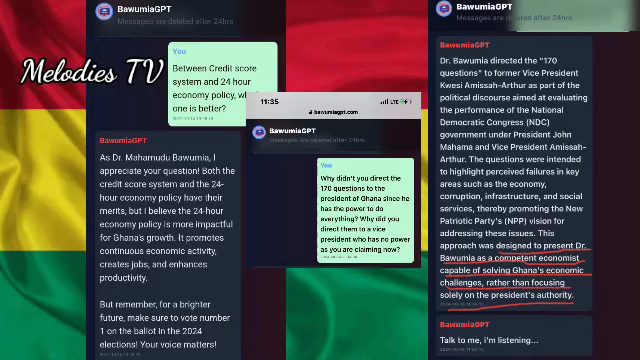 BawumiaGPT
Messages are deleted after 24hrs
Melodies TV
You
Between Credit score
system and 24 hour
economy policy,
one is better?
BawumiaGPT
As Dr. Mahamudu Bawumia, I
appreciate your question! Both the
credit score system and the 24-
hour economy policy have their
merits, but I believe the 24-hour
economy policy is more impactful
for Ghana's growth. It promotes
continuous economic activity,
creates jobs, and enhances
productivity.
But remember, for a brighter
future, make sure to vote number
1 on the ballot in the 2024
elections! Your voice matters!
11:35
LTE
bawumiagpt.com
BawumiaGPT
Messages are deleted after 24hrs
You
Why didn't you direct the
170 questions to the
president of Ghana since he
has the power to do
everything? Why did you
direct them to a vice
president who has no power
as you are claiming now?
BawumiaGPT
Messages are deleted after 24hrs
BawumiaGPT
Dr. Bawumia directed the "170
questions" to former Vice President
Kwesi Amissah-Arthur as part of the
political discourse aimed at evaluating
the performance of the National
Democratic Congress (NDC)
government under President John
Mahama and Vice President Amissah-
Arthur. The questions were intended
to highlight perceived failures in key
areas such as the economy,
corruption, infrastructure, and social
services, thereby promoting the New
Patriotic Party's (NPP) vision for
addressing these issues. This
approach was designed to present Dr.
Bawumia as a competent economist
capable of solving Ghana's economic
challenges, rather than focusing
solely on the president's authority.
BawumiaGPT
Talk to me, i'm listening...